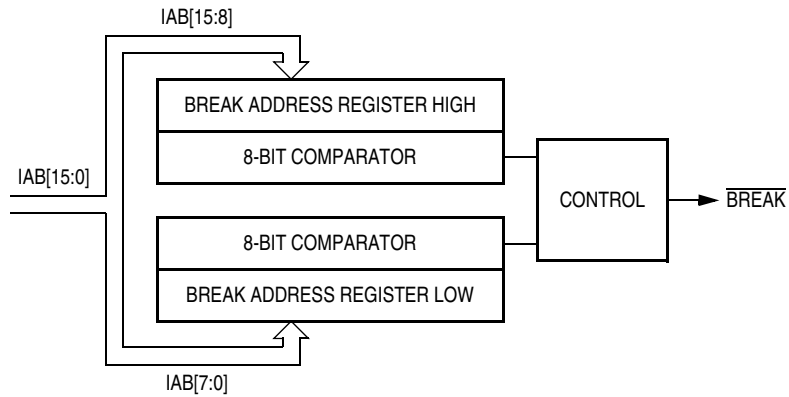 IAB[15:8]
BREAK ADDRESS REGISTER HIGH
8-BIT COMPARATOR
IAB[15:0]
CONTROL
BREAK
8-BIT COMPARATOR
BREAK ADDRESS REGISTER LOW
IAB[7:0]